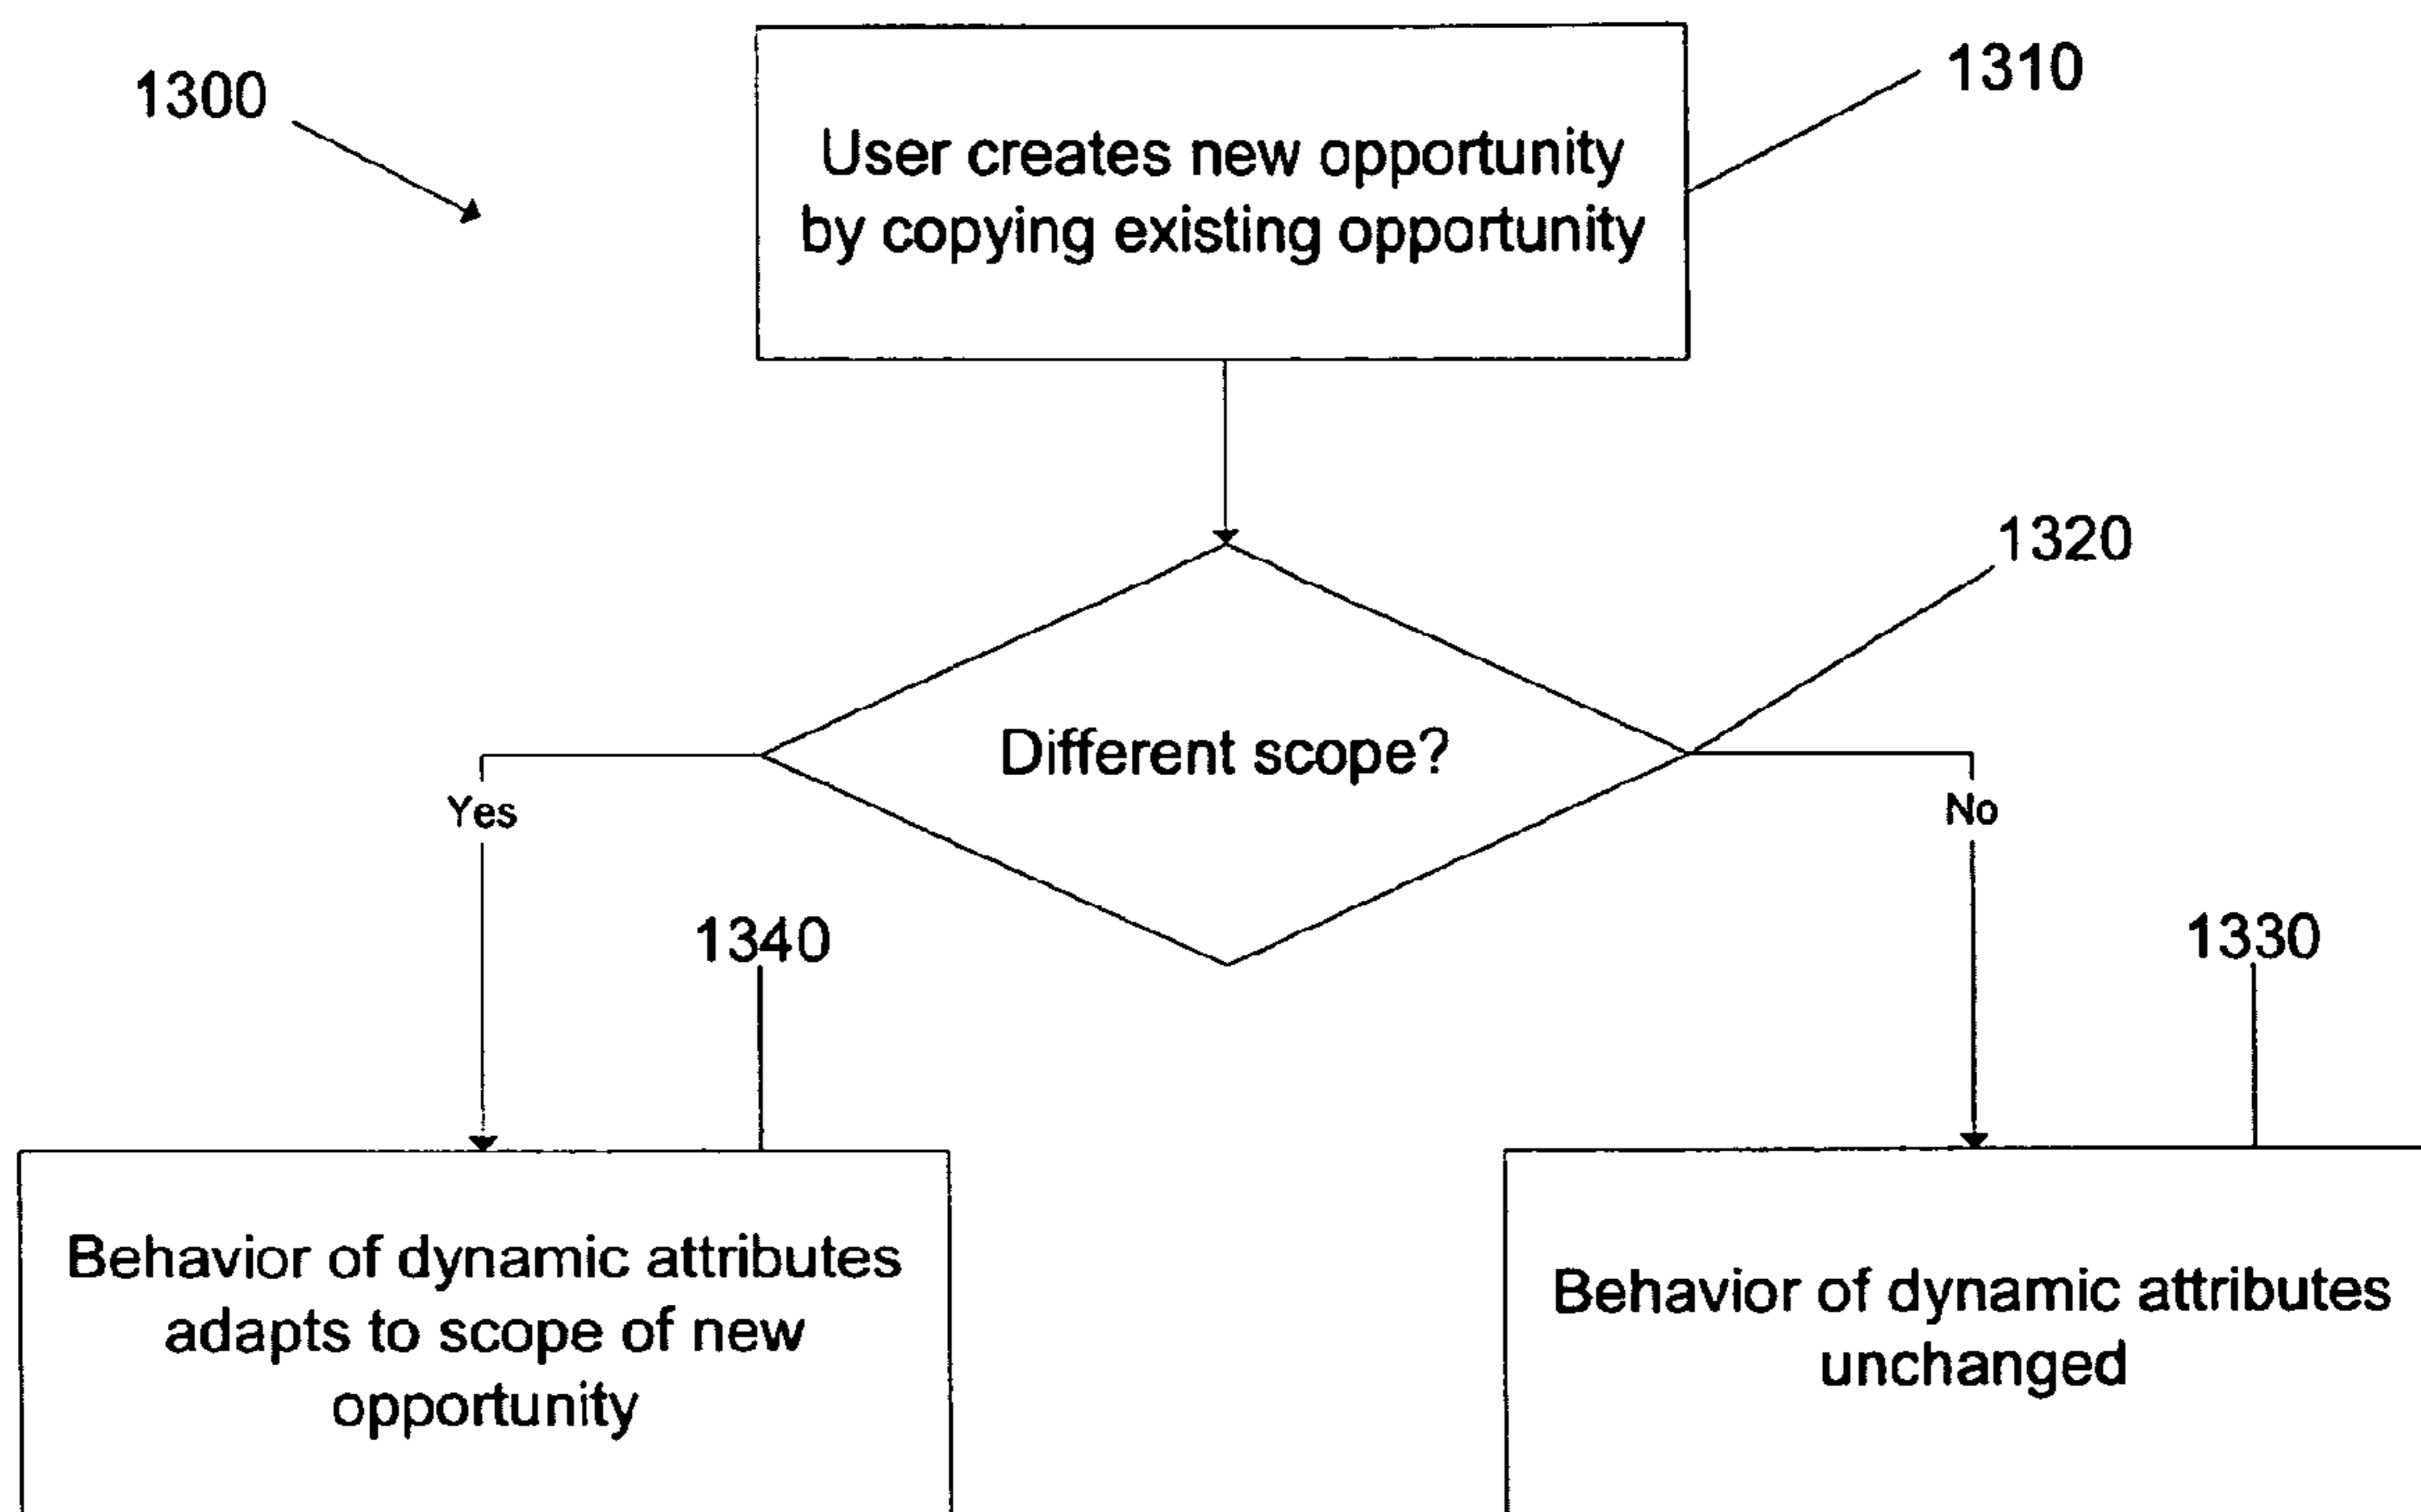 1300
1310
User creates new opportunity
by copying existing opportunity
1320
Different scope?
Yes
No
1340
1330
Behavior of dynamic attributes
adapts to scope of new
opportunity
Behavior of dynamic attributes
unchanged